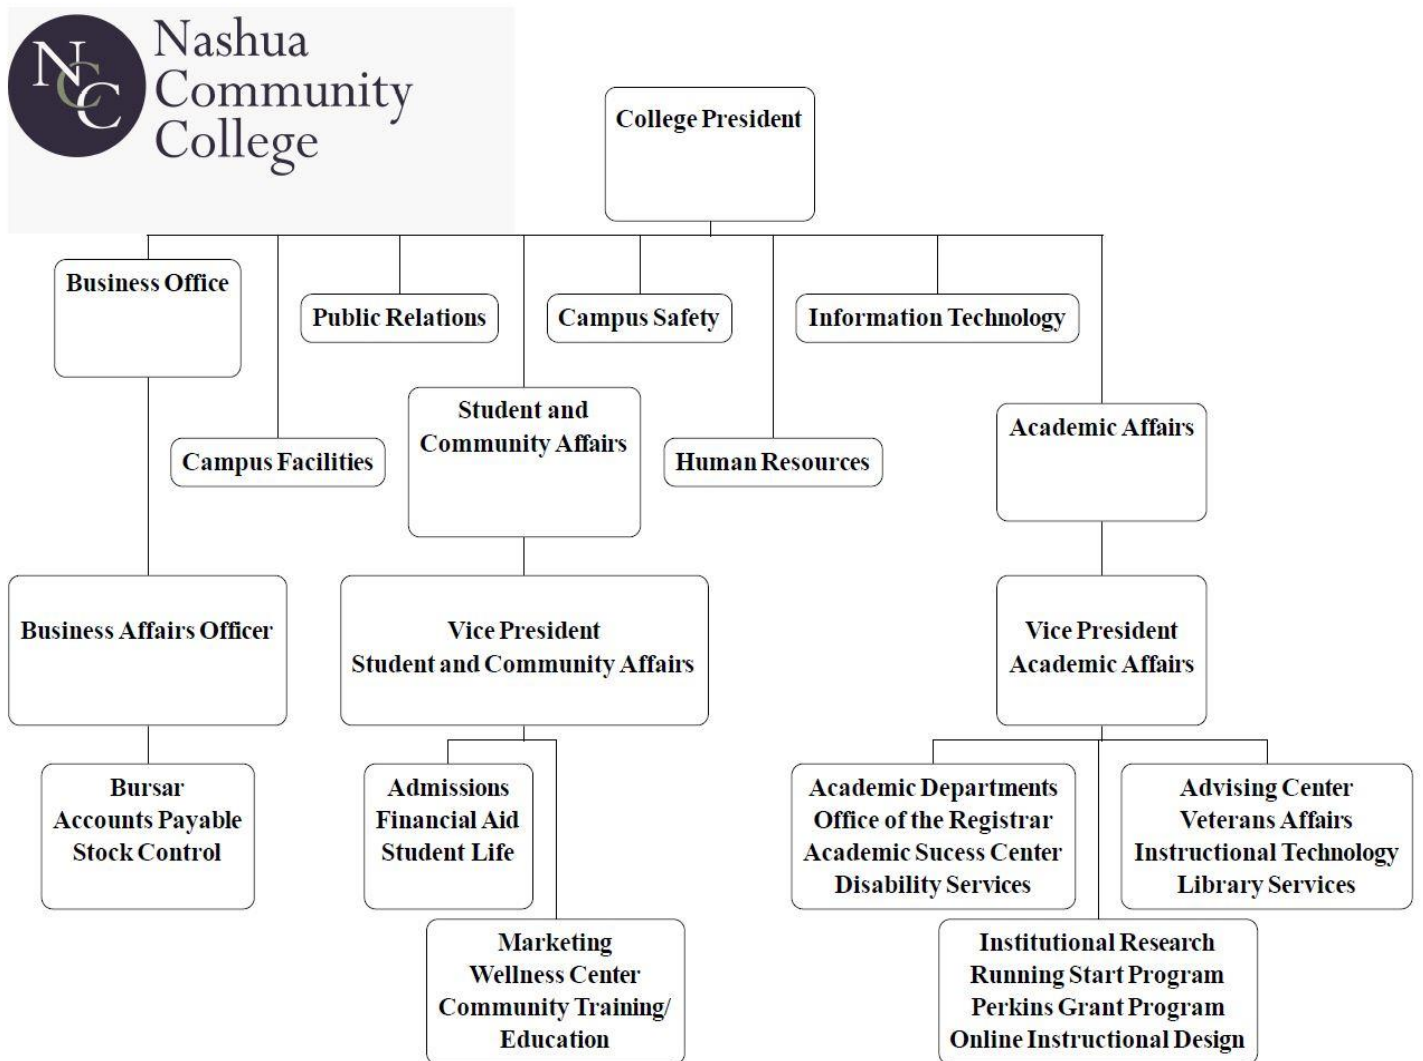 NCC
Nashua
Community
College
College President
Business Office
Public Relations
Campus Safety
Information Technology
Student and
Community Affairs
Academic Affairs
Campus Facilities
Human Resources
Business Affairs Officer
Vice President
Student and Community Affairs
Vice President
Academic Affairs
Bursar
Accounts Payable
Stock Control
Admissions
Financial Aid
Student Life
Academic Departments
Office of the Registrar
Academic Sucess Center
Disability Services
Advising Center
Veterans Affairs
Instructional Technology
Library Services
Marketing
Wellness Center
Community Training/
Education
Institutional Research
Running Start Program
Perkins Grant Program
Online Instructional Design